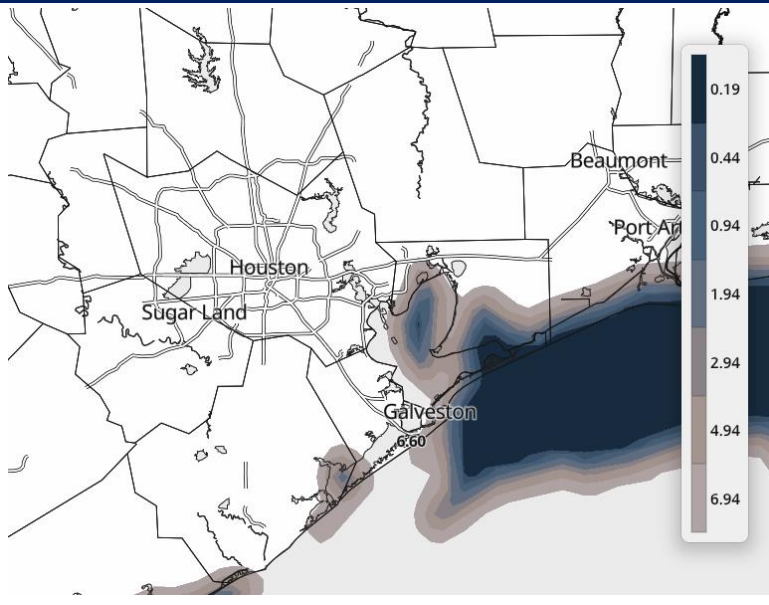 0.19
0.44
0.94
1.94
2.94
4.94
6.94
Beaumont
Port Ar
Houston
Sugar Land
Galveston
6.60